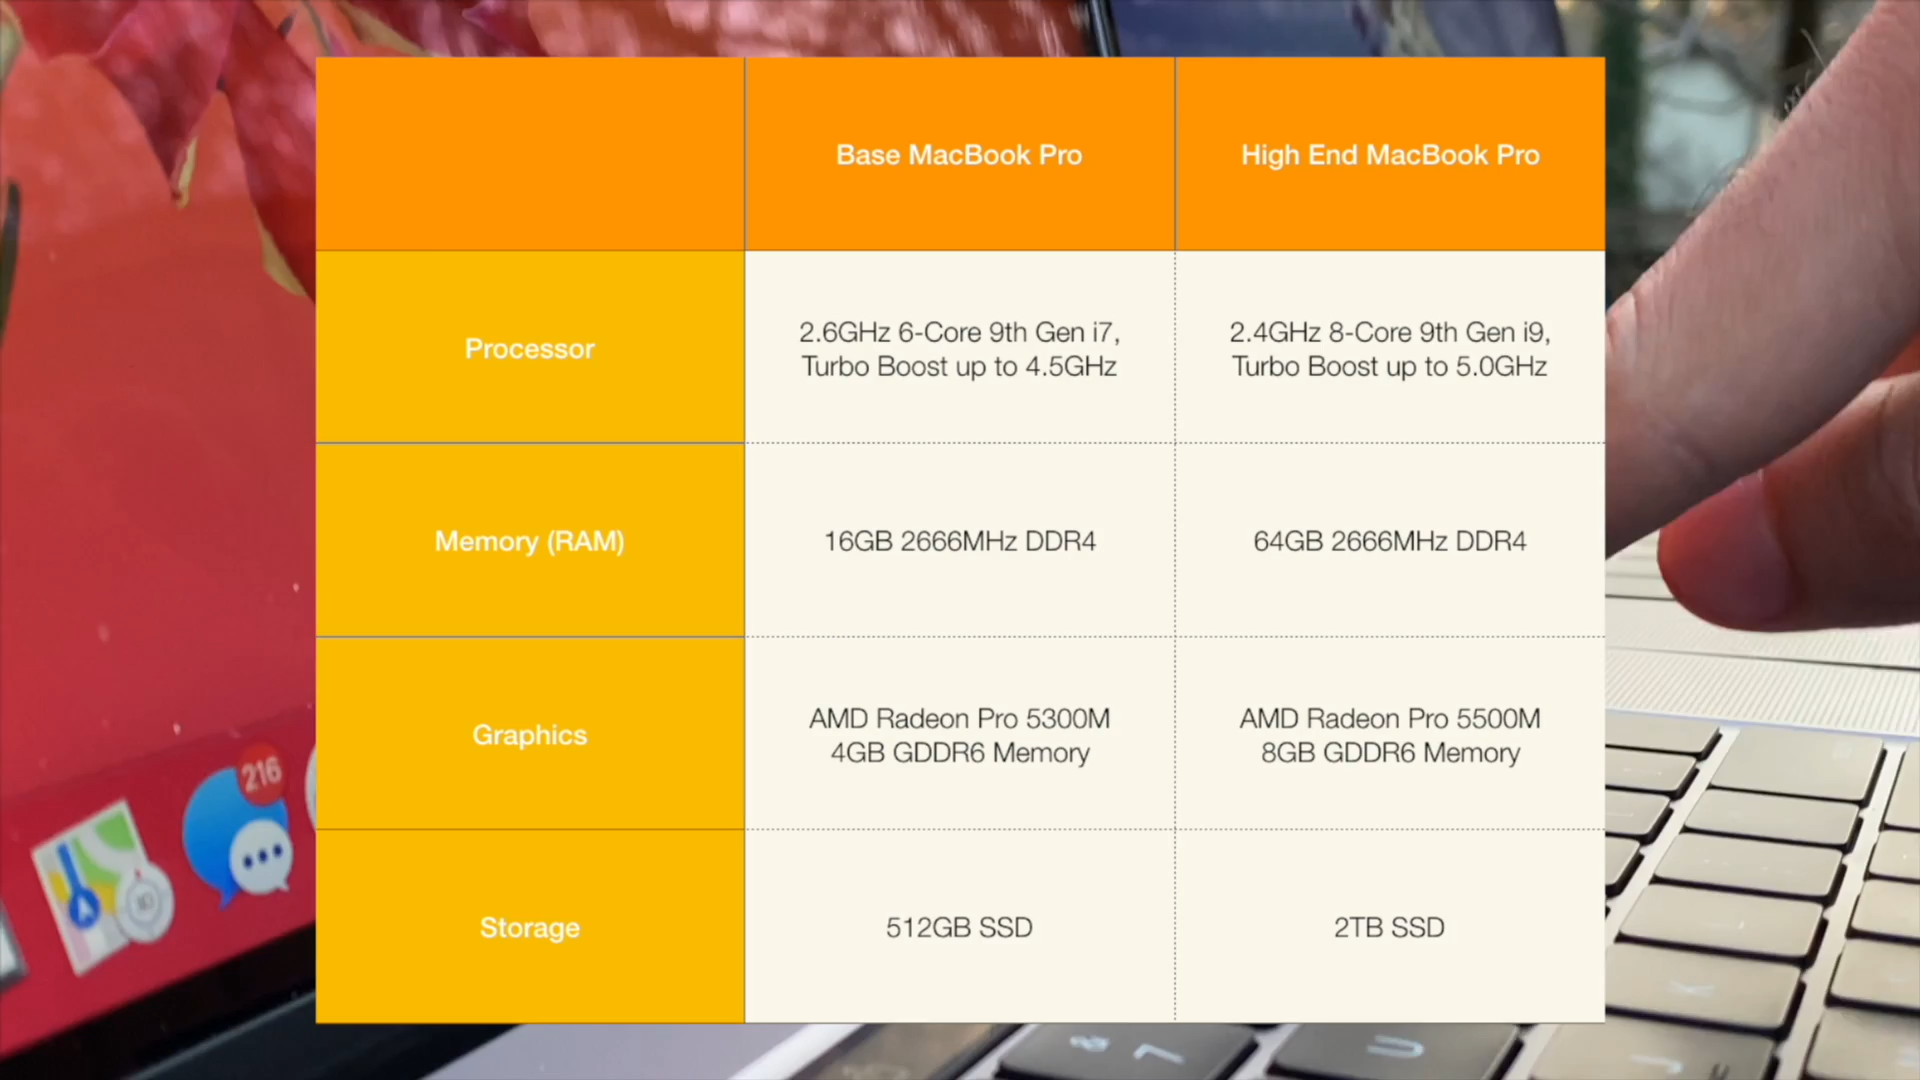 Base MacBook Pro
High End MacBook Pro
Processor
2.6GHz 6-Core 9th Gen i7,
Turbo Boost up to 4.5GHz
2.4GHz 8-Core 9th Gen i9,
Turbo Boost up to 5.0GHz
Memory (RAM)
16GB 2666MHz DDR4
64GB 2666MHz DDR4
Graphics
AMD Radeon Pro 5300M
4GB GDDR6 Memory
AMD Radeon Pro 5500M
8GB GDDR6 Memory
Storage
512GB SSD
2TB SSD
216
& 7
U
J
K